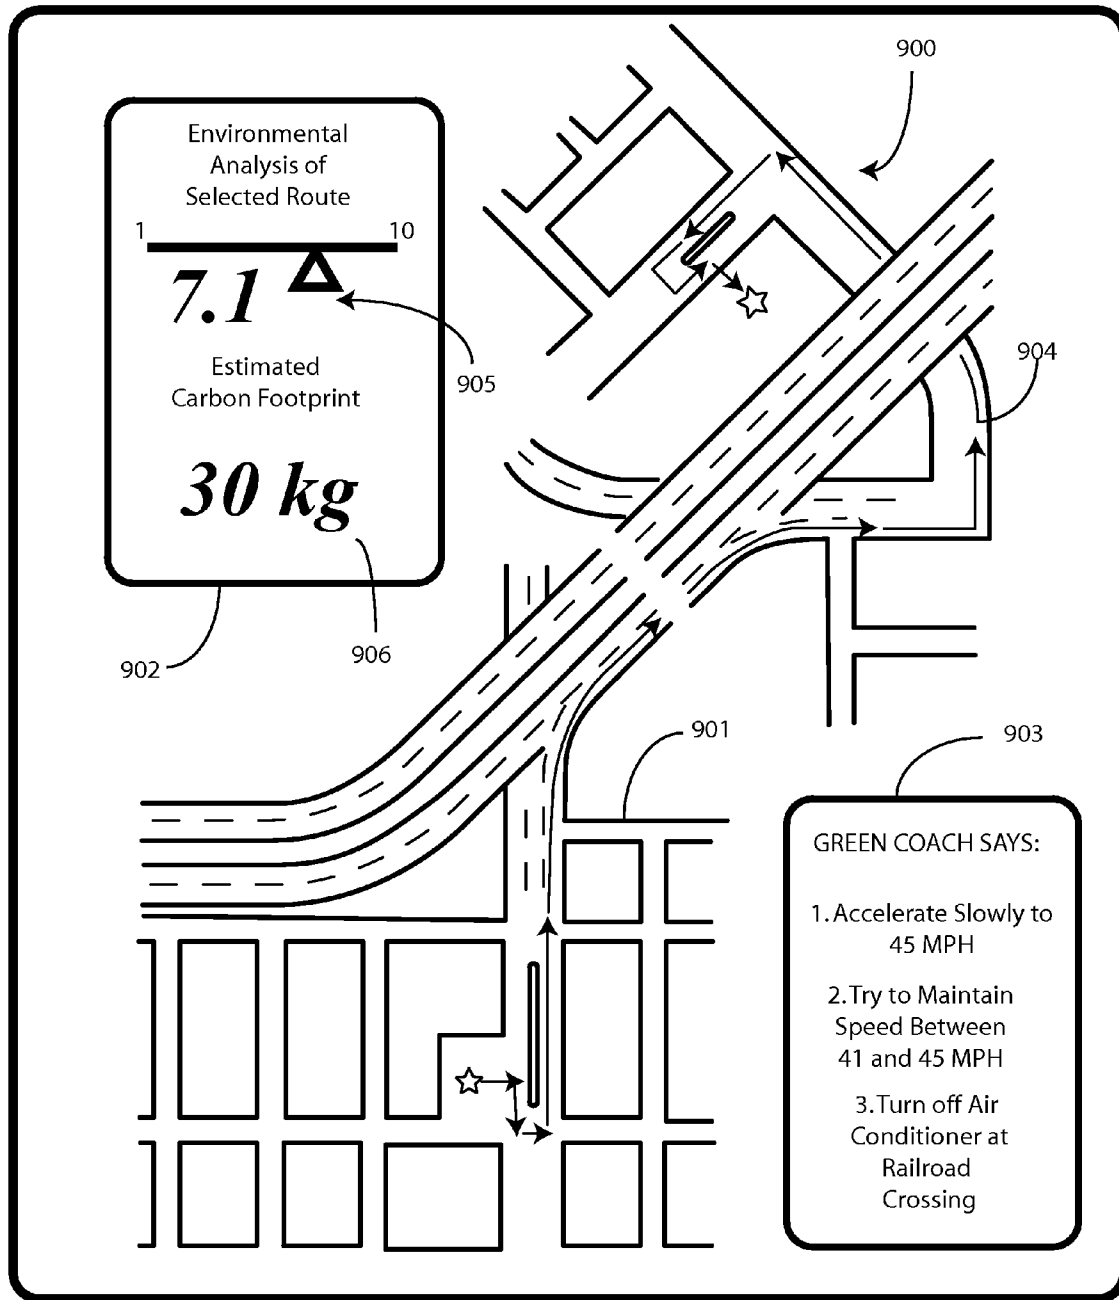 900
Environmental
Analysis of
Selected Route
1 10
7.1
905
Estimated
Carbon Footprint
30 kg
904
902
906
901
903
GREEN COACH SAYS:
1. Accelerate Slowly to
45 MPH
2. Try to Maintain
Speed Between
41 and 45 MPH
3. Turn off Air
Conditioner at
Railroad
Crossing